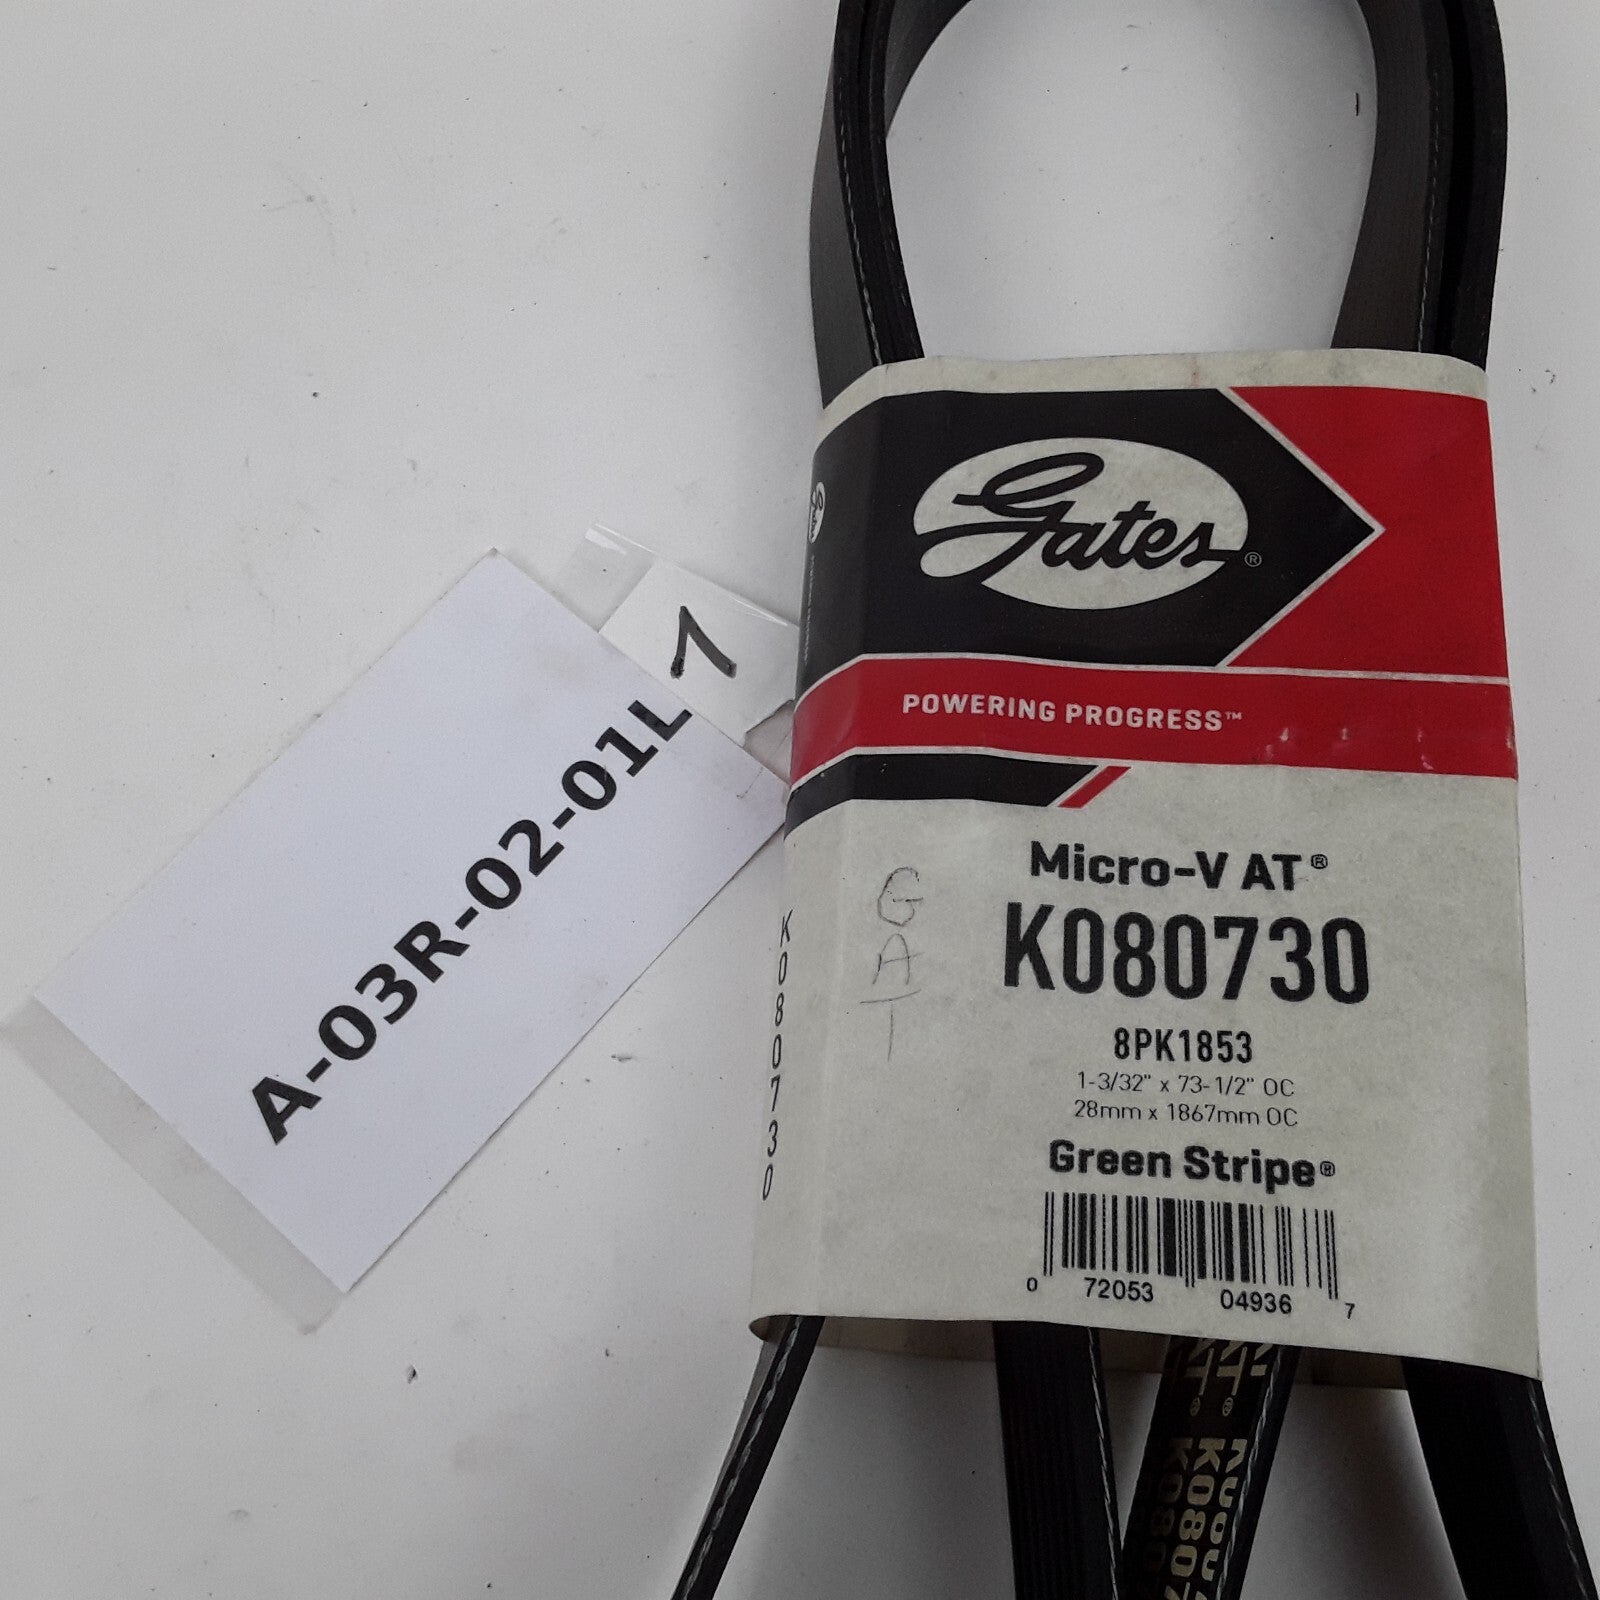 Gates®
POWERING PROGRESS™
Micro-V AT®
K080730
8PK1853
1-3/32" x 73-1/2" OC
28mm x 1867mm OC
Green Stripe®
0 72053 04936 7
K080730
GAT
1
A-03R-02-01L